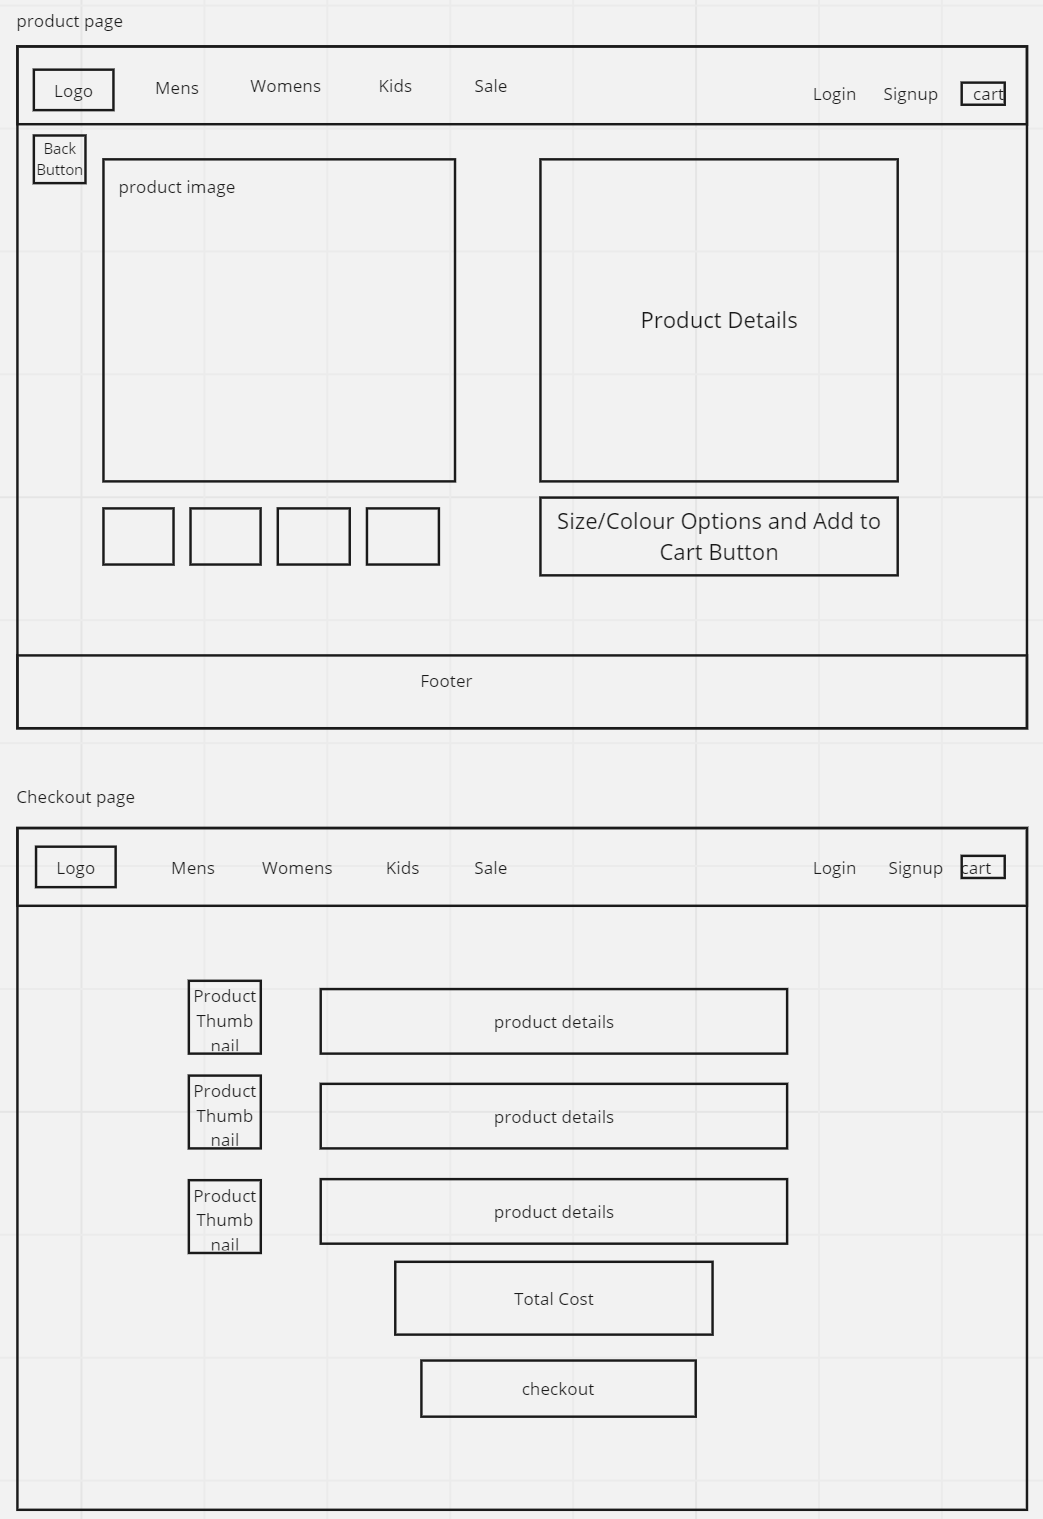 product page
Logo
Mens
Womens
Kids
Sale
Login
Signup
cart
Back
Button
product image
Product Details
Size/Colour Options and Add to
Cart Button
Footer
Checkout page
Logo
Mens
Womens
Kids
Sale
Login
Signup
cart
Product
Thumb
nail
product details
Product
Thumb
nail
product details
Product
Thumb
nail
product details
Total Cost
checkout